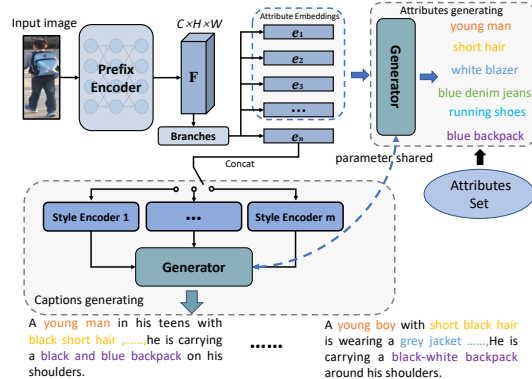 Input image
C×H×W
Attribute Embeddings
Attributes generating
Prefix
Encoder
F
e1
e2
e3
...
en
Branches
Generator
young man
short hair
white blazer
blue denim jeans
running shoes
blue backpack
Concat
parameter shared
Attributes
Set
Style Encoder 1
...
Style Encoder m
Generator
Captions generating
A young man in his teens with
black short hair ,……,he is carrying
a black and blue backpack on his
shoulders.
……
A young boy with short black hair
is wearing a grey jacket ……,He is
carrying a black-white backpack
around his shoulders.